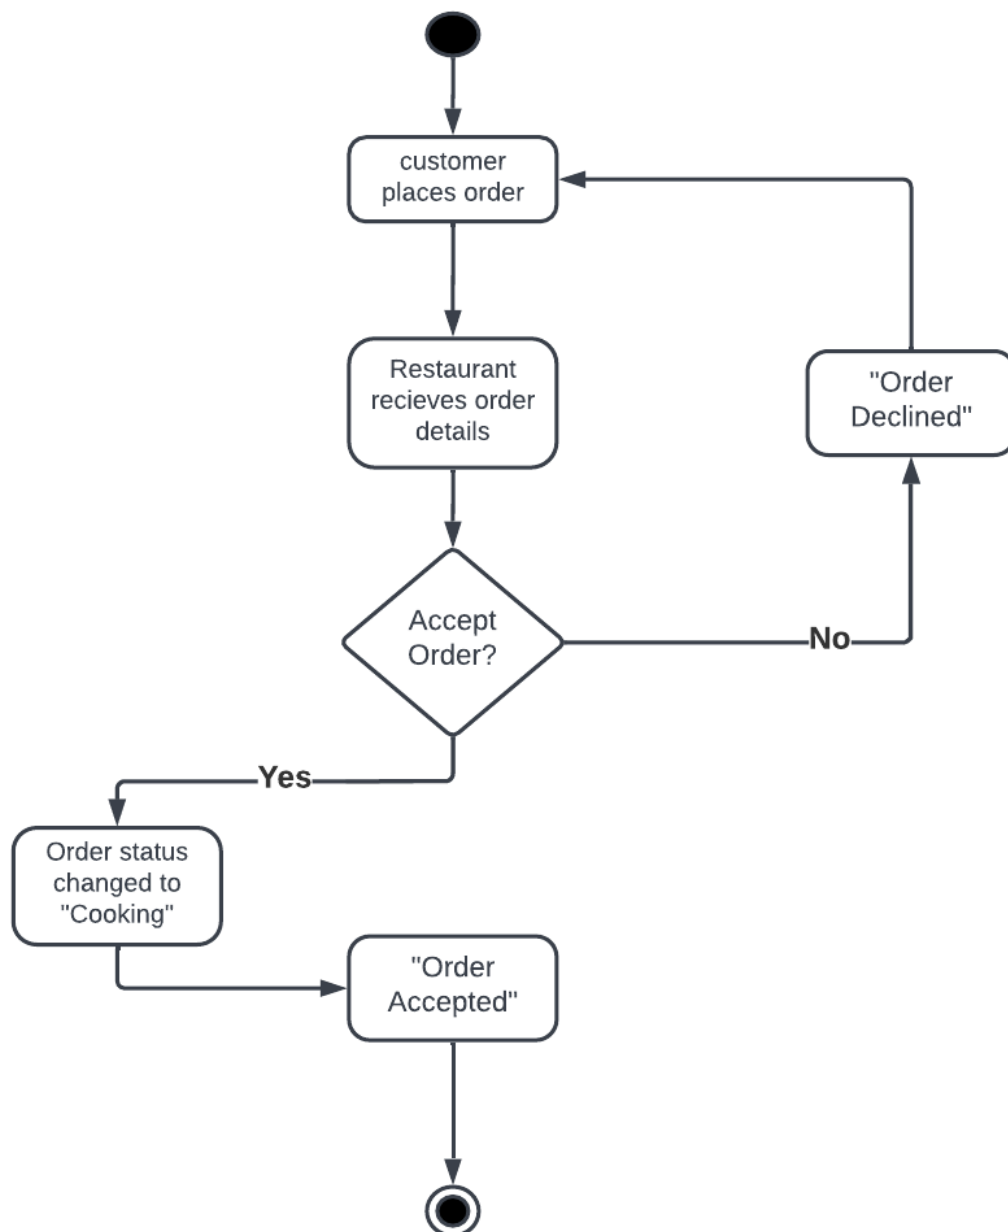 customer
places order
Restaurant
recieves order
details
"Order
Declined"
Accept
Order?
No
Yes
Order status
changed to
"Cooking"
"Order
Accepted"